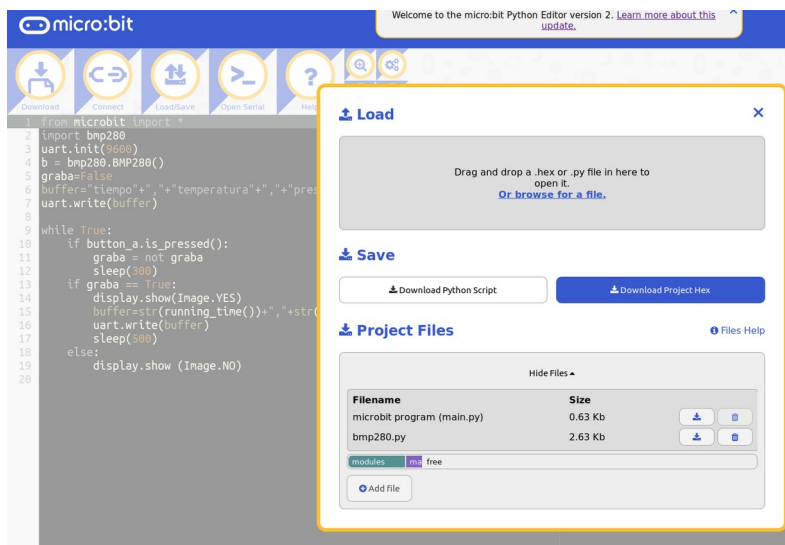 micro:bit
Welcome to the micro:bit Python Editor version 2. Learn more about this
update.
Download
Connect
Load/Save
Open Serial
Help
1 from microbit import *
2 import bmp280
3 uart.init(9600)
4 b = bmp280.BMP280()
5 graba=False
6 buffer="tiempo"+","+"temperatura"+","+"pres
7 uart.write(buffer)
8
9 while True:
10 if button_a.is_pressed():
11 graba = not graba
12 sleep(300)
13 if graba == True:
14 display.show(Image.YES)
15 buffer=str(running_time())+","+str(
16 uart.write(buffer)
17 sleep(500)
18 else:
19 display.show (Image.NO)
20
Load
Drag and drop a .hex or .py file in here to
open it.
Or browse for a file.
Save
Download Python Script
Download Project Hex
Project Files
Files Help
Hide Files
Filename Size
microbit program (main.py) 0.63 Kb
bmp280.py 2.63 Kb
modules ma free
Add file